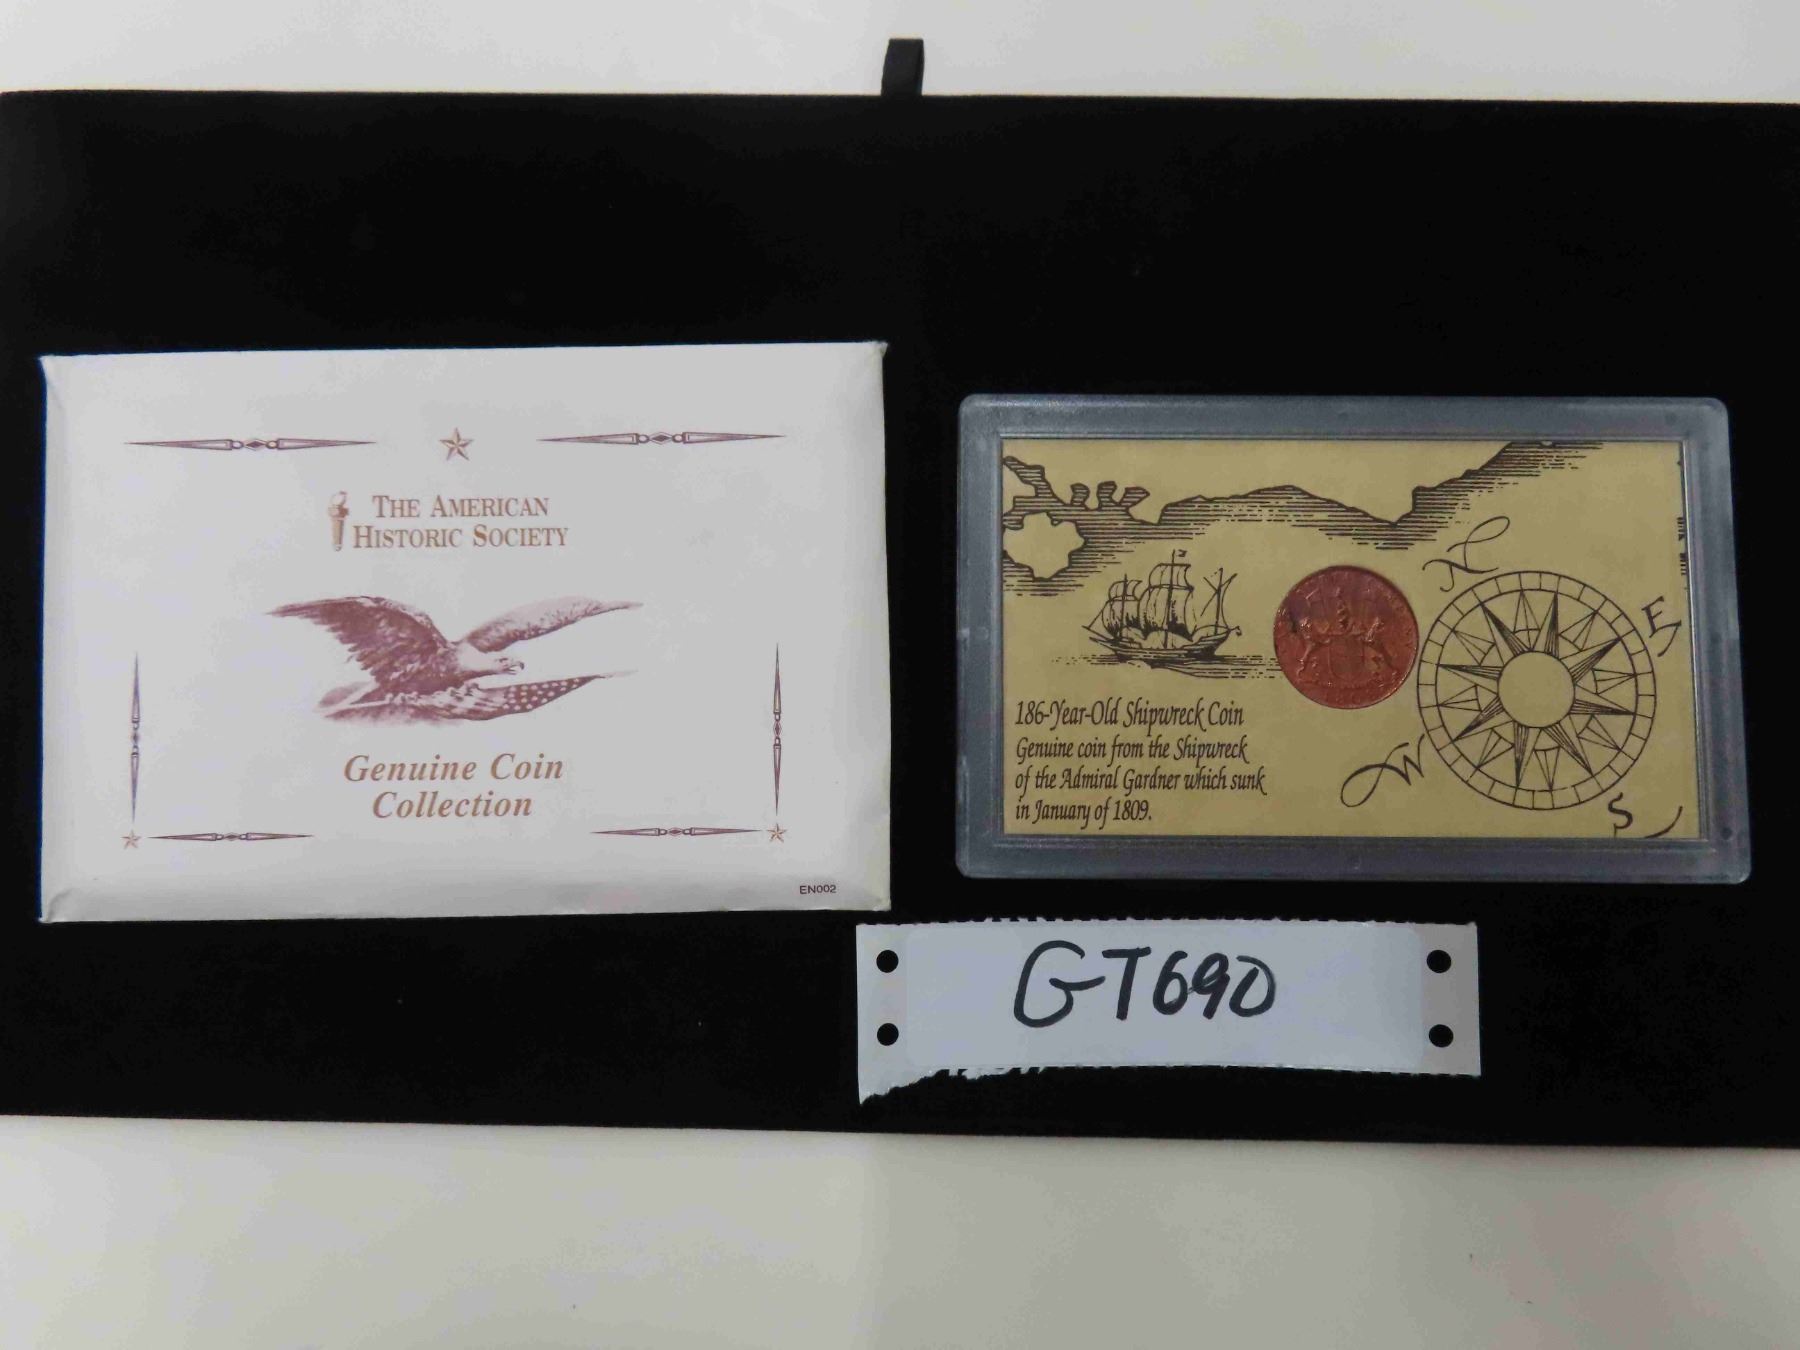 THE AMERICAN
HISTORIC SOCIETY
Genuine Coin
Collection
EN002
N
E
W
S
186-Year-Old Shipwreck Coin
Genuine coin from the Shipwreck
of the Admiral Gardner which sunk
in January of 1809.
GT690